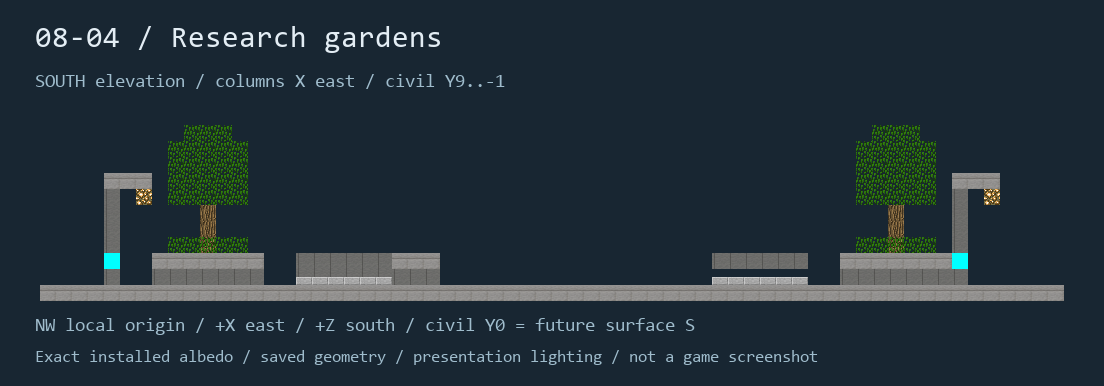 08-04 / Research gardens
SOUTH elevation / columns X east / civil Y9..-1
NW local origin / +X east / +Z south / civil Y0 = future surface S
Exact installed albedo / saved geometry / presentation lighting / not a game screenshot